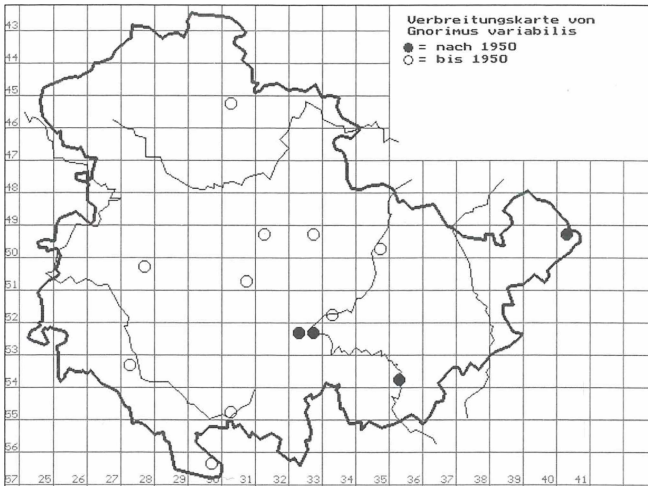 Verbreitungskarte von
Gnorimus variabilis
● = nach 1950
○ = bis 1950
43
44
45
46
47
48
49
50
51
52
53
54
55
56
57 25 26 27 28 29 30 31 32 33 34 35 36 37 38 39 40 41